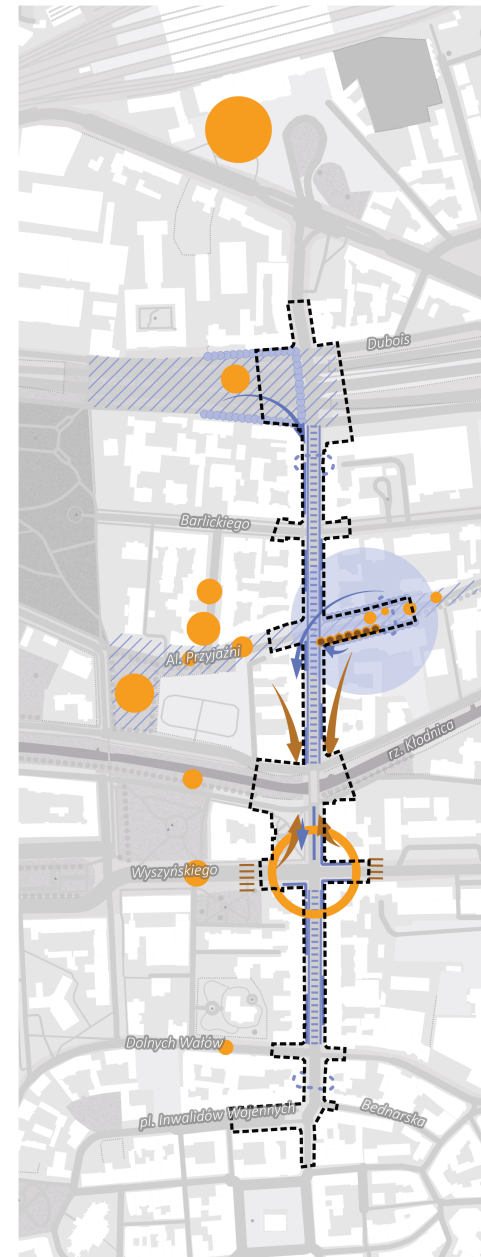 Dubois
Barlickiego
Al. Przyjaźni
rz. Kłodnica
Wyszyńskiego
Dolnych Wałów
pl. Inwalidów Wojennych
Bednarska